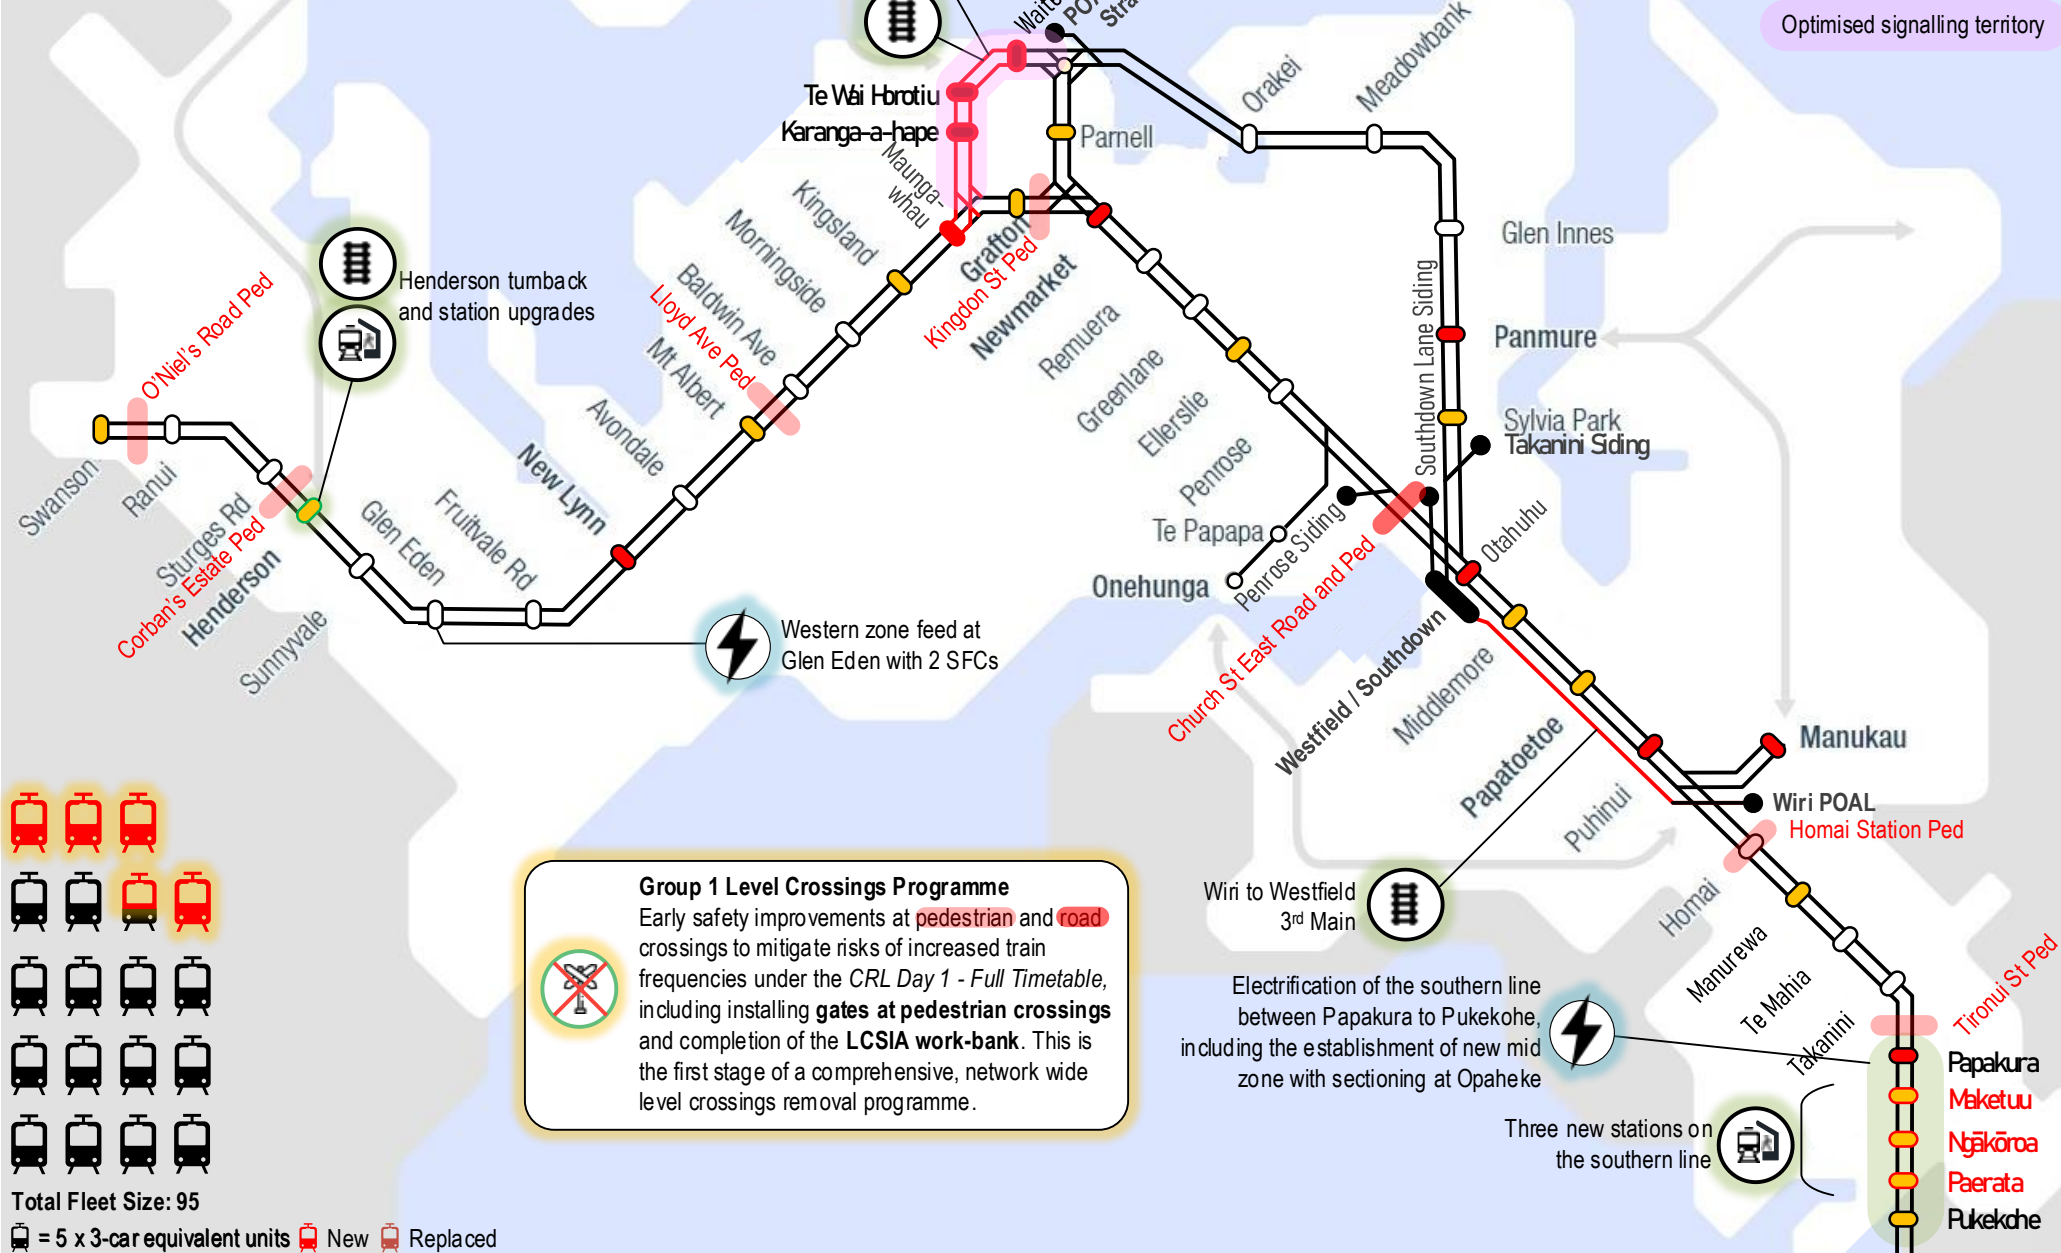 Optimised signalling territory
Orakei
Meadowbank
Te Wai Horotiu
Karanga-a-hape
Parnell
Maunga-
whau
Kingsland
Morningside
Baldwin Ave
Mt Albert
Lloyd Ave Ped
Grafton
Kingdon St Ped
Newmarket
Remuera
Greenlane
Ellerslie
Penrose
Te Papapa
Onehunga
Penrose Siding
Southdown Lane Siding
Glen Innes
Panmure
Sylvia Park
Takanini Siding
Otahuhu
Church St East Road and Ped
Westfield / Southdown
Middlemore
Papatoetoe
Puhinui
Manukau
Wiri POAL
Homai Station Ped
Homai
Manurewa
Te Mahia
Takanini
Tironui St Ped
Papakura
Maketuu
Ngākōroa
Paerata
Pukekohe
Henderson turnback
and station upgrades
O'Niel's Road Ped
Swanson
Ranui
Sturges Rd
Corban's Estate Ped
Henderson
Sunnyvale
Glen Eden
Fruitvale Rd
New Lynn
Avondale
Western zone feed at
Glen Eden with 2 SFCs
Group 1 Level Crossings Programme
Early safety improvements at pedestrian and road
crossings to mitigate risks of increased train
frequencies under the CRL Day 1 - Full Timetable,
including installing gates at pedestrian crossings
and completion of the LCSIA work-bank. This is
the first stage of a comprehensive, network wide
level crossings removal programme.
Wiri to Westfield
3rd Main
Electrification of the southern line
between Papakura to Pukekohe,
including the establishment of new mid
zone with sectioning at Opaheke
Three new stations on
the southern line
Total Fleet Size: 95
= 5 x 3-car equivalent units New Replaced